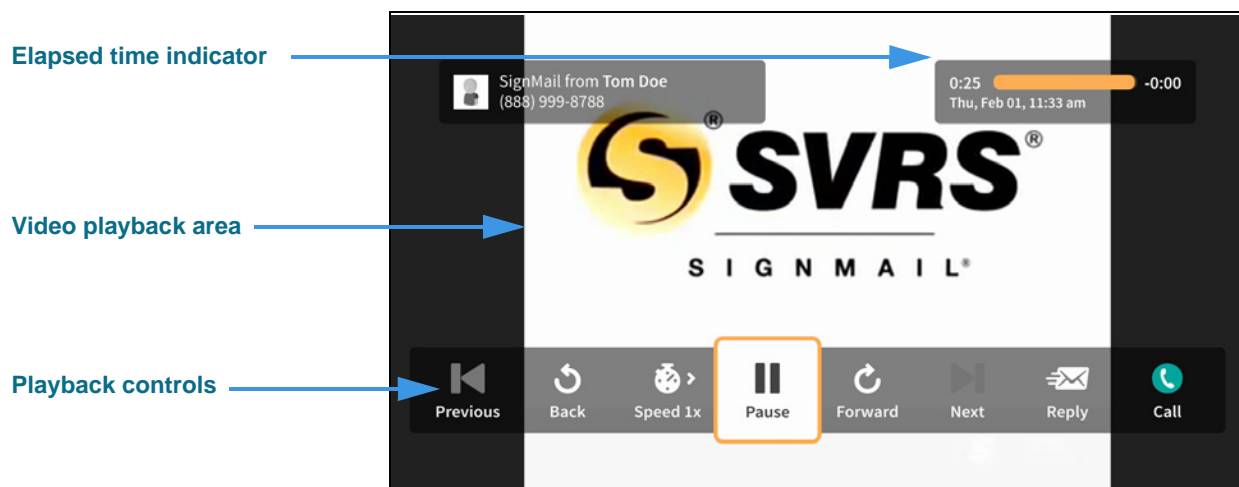 Elapsed time indicator
SignMail from Tom Doe
(888) 999-8788
0:25 -0:00
Thu, Feb 01, 11:33 am
SVRS®
SIGNMAIL®
Video playback area
Playback controls
Previous Back Speed 1x Pause Forward Next Reply Call